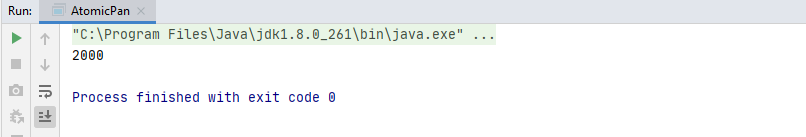 Run: AtomicPan
"C:\Program Files\Java\jdk1.8.0_261\bin\java.exe" ...
2000
Process finished with exit code 0